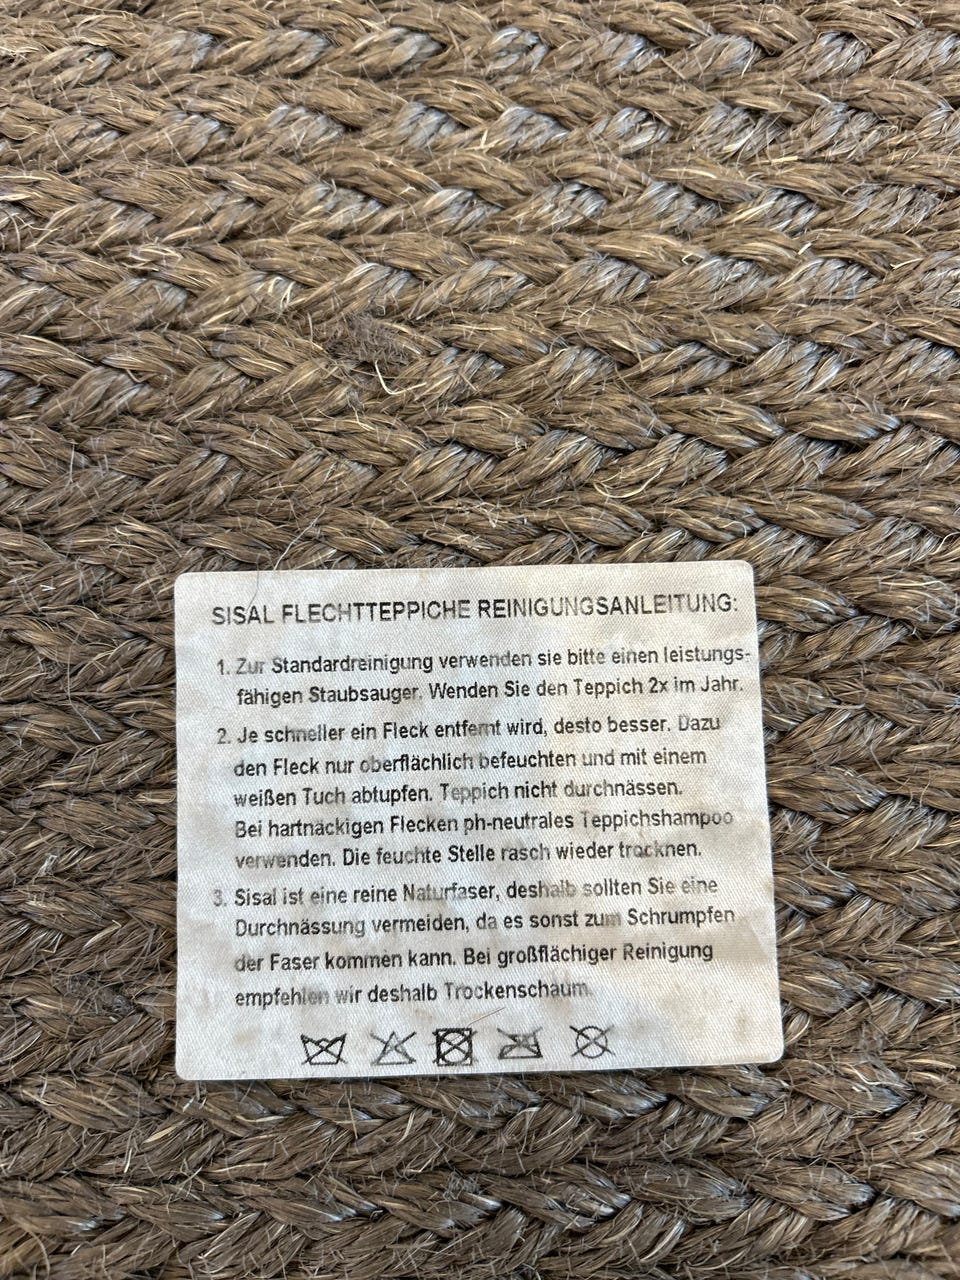 SISAL FLECHTTEPPICHE REINIGUNGSANLEITUNG:
1. Zur Standardreinigung verwenden sie bitte einen leistungs-
fähigen Staubsauger. Wenden Sie den Teppich 2x im Jahr.
2. Je schneller ein Fleck entfernt wird, desto besser. Dazu
den Fleck nur oberflächlich befeuchten und mit einem
weißen Tuch abtupfen. Teppich nicht durchnässen.
Bei hartnäckigen Flecken ph-neutrales Teppichshampoo
verwenden. Die feuchte Stelle rasch wieder trocknen.
3. Sisal ist eine reine Naturfaser, deshalb sollten Sie eine
Durchnässung vermeiden, da es sonst zum Schrumpfen
der Faser kommen kann. Bei großflächiger Reinigung
empfehlen wir deshalb Trockenschaum.